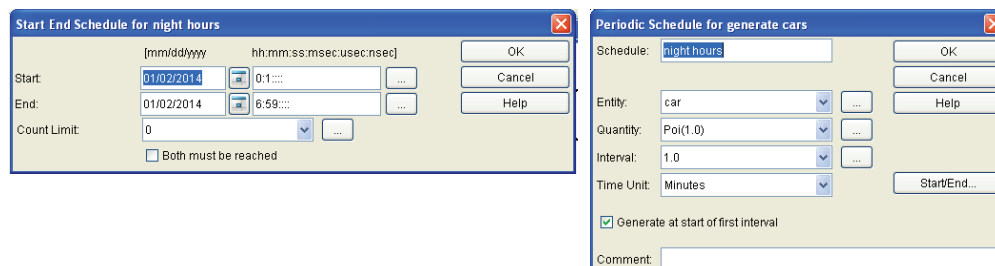 Start End Schedule for night hours
[mm/dd/yyyy hh:mm:ss:msec:usec:nsec] OK
Start: 01/02/2014 0:1:::: ... Cancel
End: 01/02/2014 6:59:::: ... Help
Count Limit: 0 ...
Both must be reached
Periodic Schedule for generate cars
Schedule: night hours OK
Cancel
Entity: car ... Help
Quantity: Poi(1.0) ...
Interval: 1.0 ...
Time Unit: Minutes Start/End...
Generate at start of first interval
Comment: